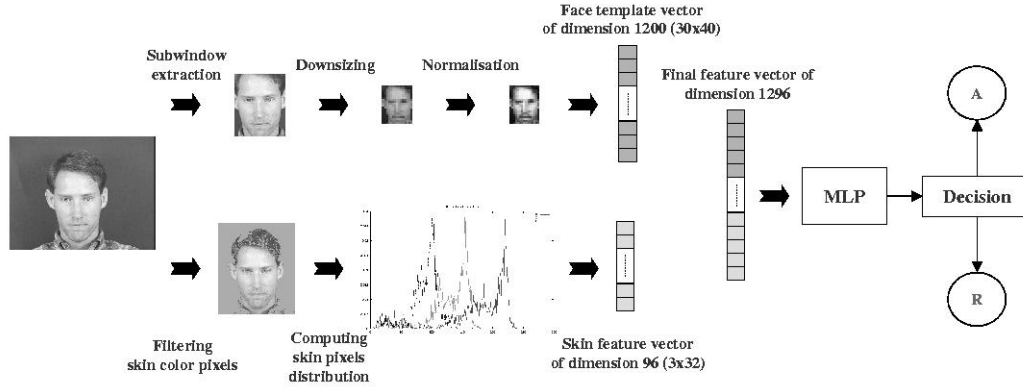 Face template vector
of dimension 1200 (30x40)
Subwindow
extraction
Downsizing
Normalisation
Final feature vector of
dimension 1296
A
MLP
Decision
R
Filtering
skin color pixels
Computing
skin pixels
distribution
Skin feature vector
of dimension 96 (3x32)